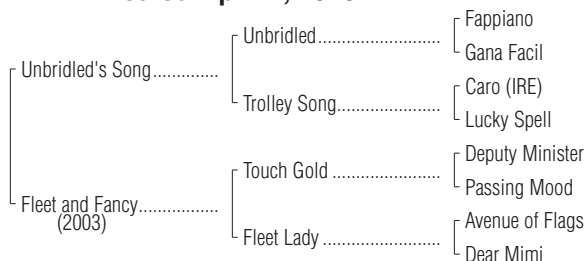 Unbridled's Song..............
Unbridled..........................
Fappiano
Gana Facil
Trolley Song......................
Caro (IRE)
Lucky Spell
Fleet and Fancy.................
(2003)
Touch Gold .......................
Deputy Minister
Passing Mood
Fleet Lady .........................
Avenue of Flags
Dear Mimi